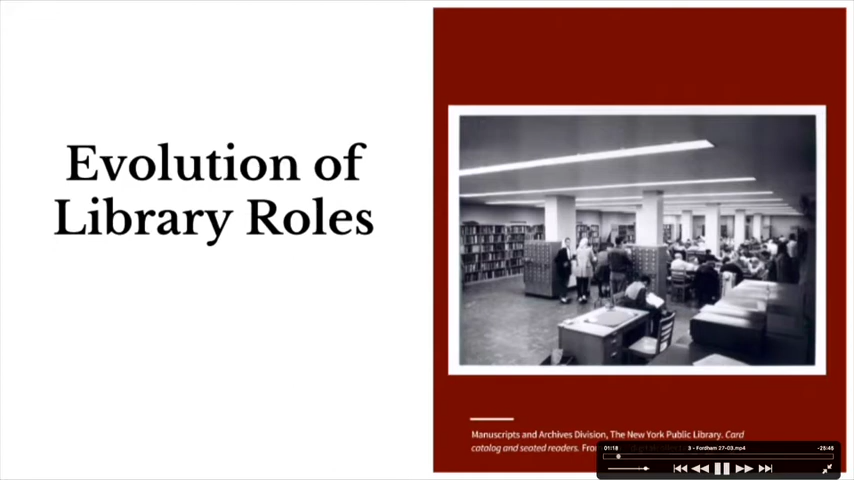 Evolution of
Library Roles
Manuscripts and Archives Division, The New York Public Library. Card
catalog and seated readers. Fro
01:18
3 - Fordham 27-03.mp4
-25:45